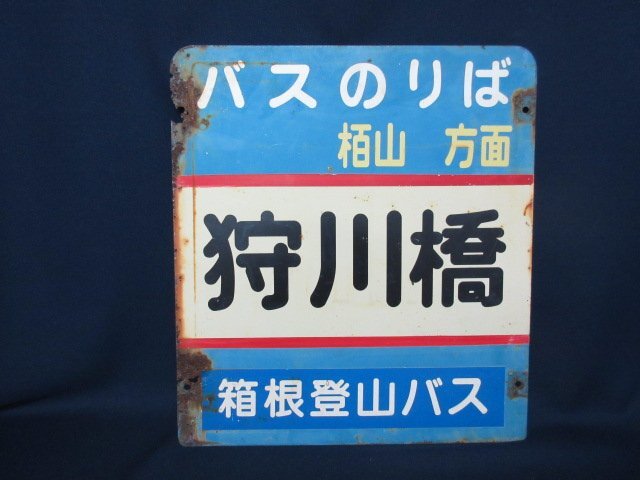 バスのりば
栢山 方面
狩川橋
箱根登山バス